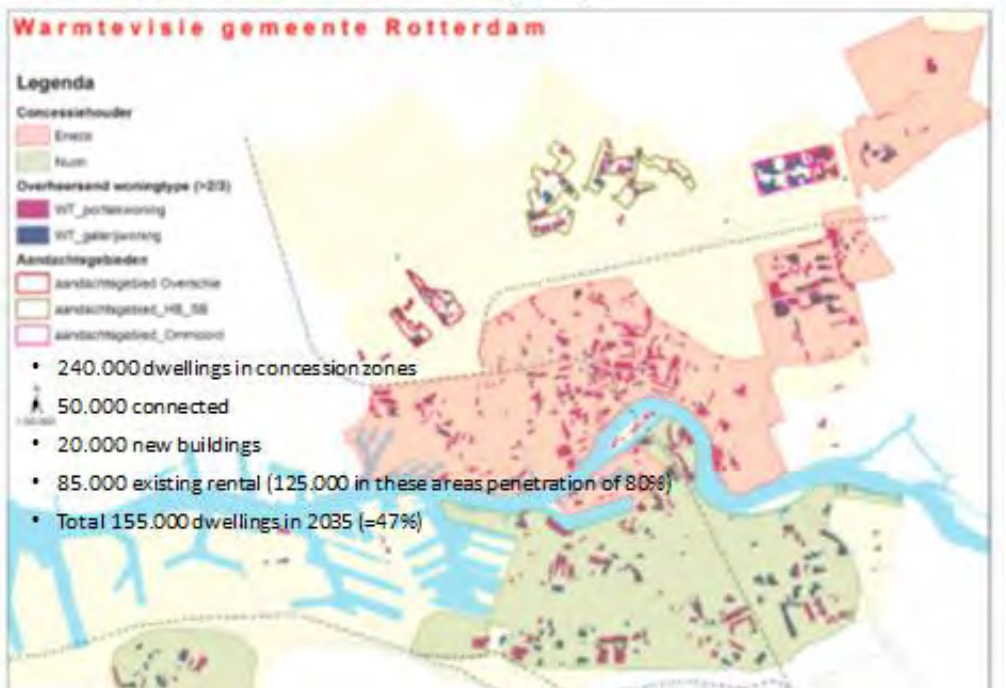 Warmtevisie gemeente Rotterdam
Legenda
Concessiehouder
Eneco
Nuon
Overheersend woningtype (>2/3)
WT_portiekwoning
WT_galerijwoning
Aandachtsgebieden
aandachtsgebied Overschie
aandachtsgebied_HB_SB
aandachtsgebied_Ommoord
• 240.000 dwellings in concession zones
50.000 connected
• 20.000 new buildings
• 85.000 existing rental (125.000 in these areas penetration of 80%)
• Total 155.000 dwellings in 2035 (=47%)